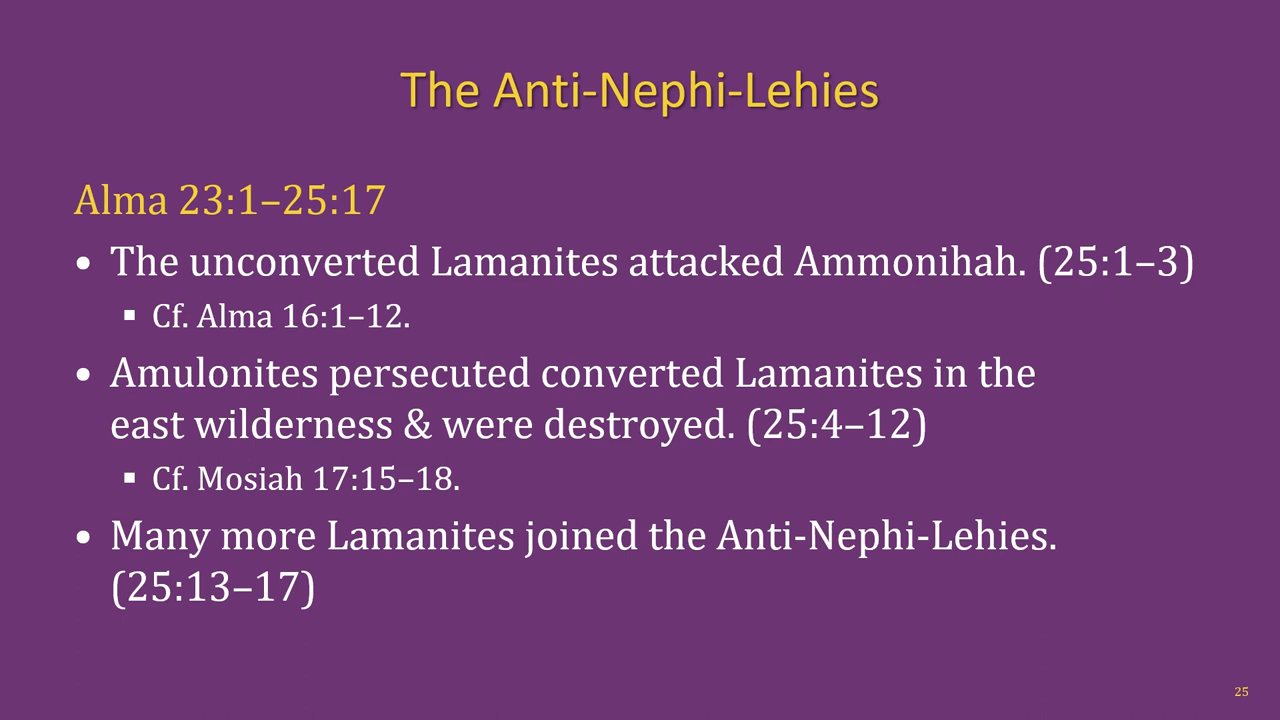 The Anti-Nephi-Lehies
Alma 23:1–25:17
• The unconverted Lamanites attacked Ammonihah. (25:1–3)
▪ Cf. Alma 16:1–12.
• Amulonites persecuted converted Lamanites in the
east wilderness & were destroyed. (25:4–12)
▪ Cf. Mosiah 17:15–18.
• Many more Lamanites joined the Anti-Nephi-Lehies.
(25:13–17)
25